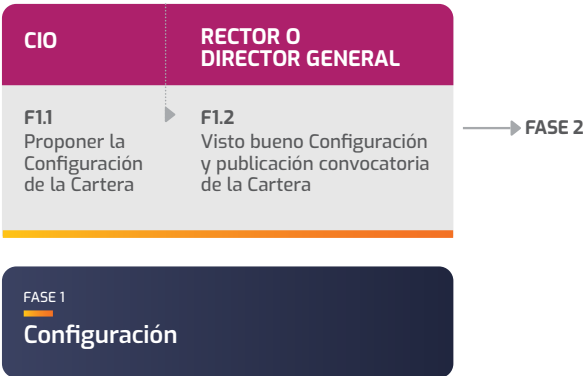 CIO
RECTOR O
DIRECTOR GENERAL
F1.1
Proponer la
Configuración
de la Cartera
F1.2
Visto bueno Configuración
y publicación convocatoria
de la Cartera
FASE 2
FASE 1
Configuración